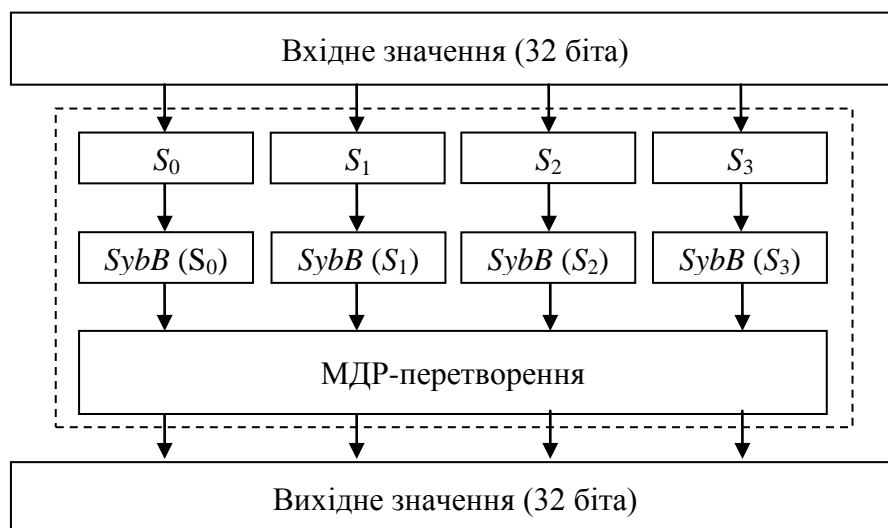 Вхідне значення (32 біта)
S₀ S₁ S₂ S₃
SybB (S₀) SybB (S₁) SybB (S₂) SybB (S₃)
МДР-перетворення
Вихідне значення (32 біта)